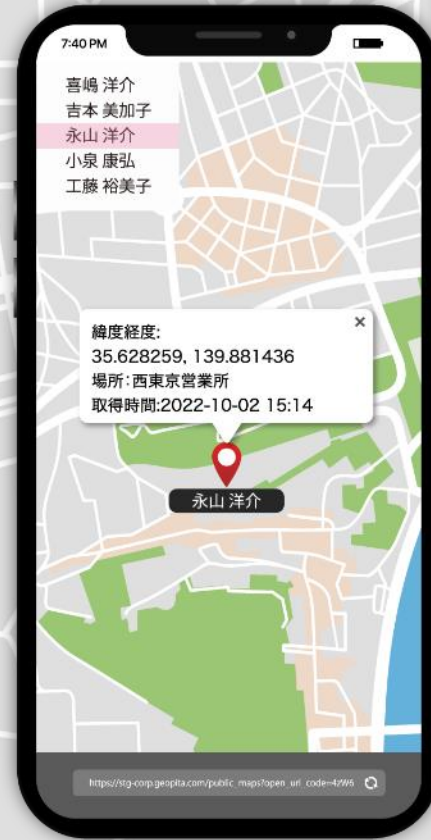 7:40 PM
喜嶋 洋介
吉本 美加子
永山 洋介
小泉 康弘
工藤 裕美子
緯度経度:
35.628259, 139.881436
場所:西東京営業所
取得時間:2022-10-02 15:14
永山 洋介
https://stg-corp.geopita.com/public_maps?open_url_code=4zW6